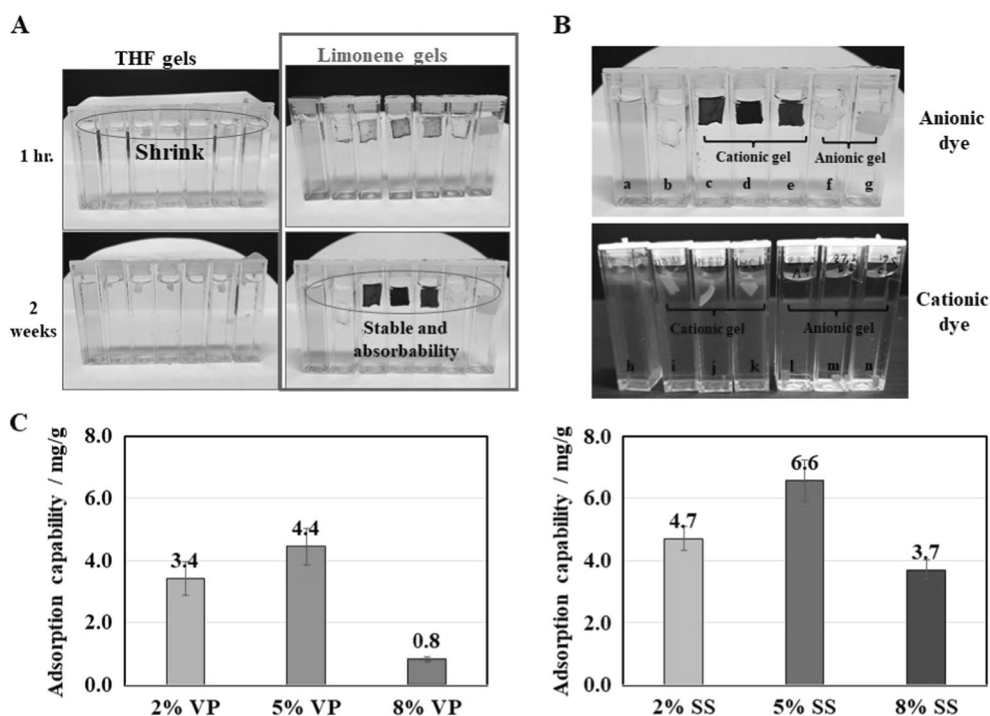 A
THF gels
Limonene gels
1 hr.
Shrink
2
weeks
Stable and
absorbability
B
Cationic gel
Anionic gel
a b c d e f g
Anionic
dye
Cationic gel
Anionic gel
h i j k l m n
Cationic
dye
C
Adsorption capability / mg/g
8.0
6.0
4.0
2.0
0.0
3.4
4.4
0.8
2% VP
5% VP
8% VP
Adsorption capability / mg/g
8.0
6.0
4.0
2.0
0.0
4.7
6.6
3.7
2% SS
5% SS
8% SS